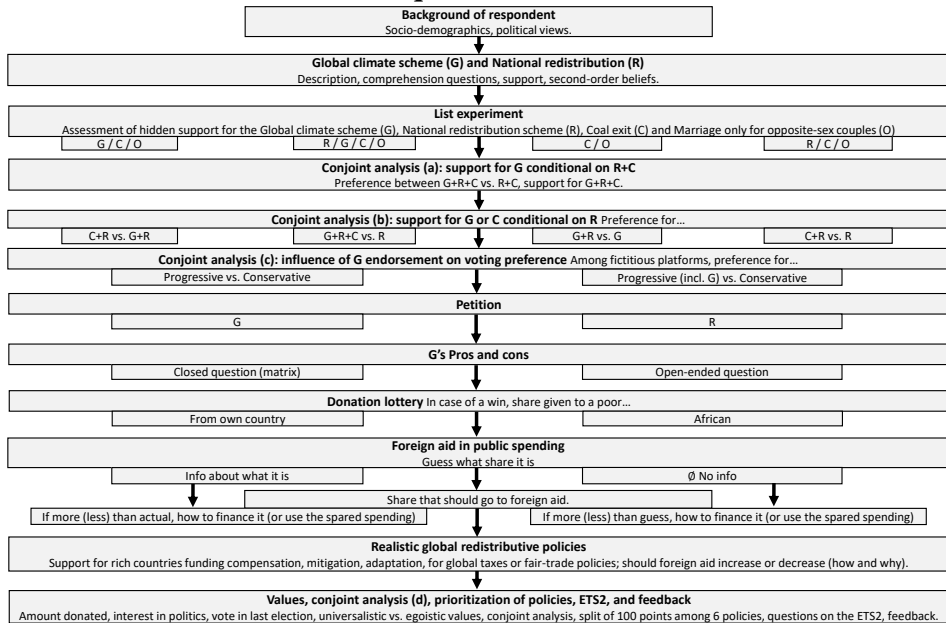 Background of respondent
Socio-demographics, political views.
Global climate scheme (G) and National redistribution (R)
Description, comprehension questions, support, second-order beliefs.
List experiment
Assessment of hidden support for the Global climate scheme (G), National redistribution scheme (R), Coal exit (C) and Marriage only for opposite-sex couples (O)
G / C / O
R / G / C / O
C / O
R / C / O
Conjoint analysis (a): support for G conditional on R+C
Preference between G+R+C vs. R+C, support for G+R+C.
Conjoint analysis (b): support for G or C conditional on R Preference for...
C+R vs. G+R
G+R+C vs. R
G+R vs. G
C+R vs. R
Conjoint analysis (c): influence of G endorsement on voting preference Among fictitious platforms, preference for...
Progressive vs. Conservative
Progressive (incl. G) vs. Conservative
Petition
G
R
G's Pros and cons
Closed question (matrix)
Open-ended question
Donation lottery In case of a win, share given to a poor...
From own country
African
Foreign aid in public spending
Guess what share it is
Info about what it is
Ø No info
Share that should go to foreign aid.
If more (less) than actual, how to finance it (or use the spared spending)
If more (less) than guess, how to finance it (or use the spared spending)
Realistic global redistributive policies
Support for rich countries funding compensation, mitigation, adaptation, for global taxes or fair-trade policies; should foreign aid increase or decrease (how and why).
Values, conjoint analysis (d), prioritization of policies, ETS2, and feedback
Amount donated, interest in politics, vote in last election, universalistic vs. egoistic values, conjoint analysis, split of 100 points among 6 policies, questions on the ETS2, feedback.